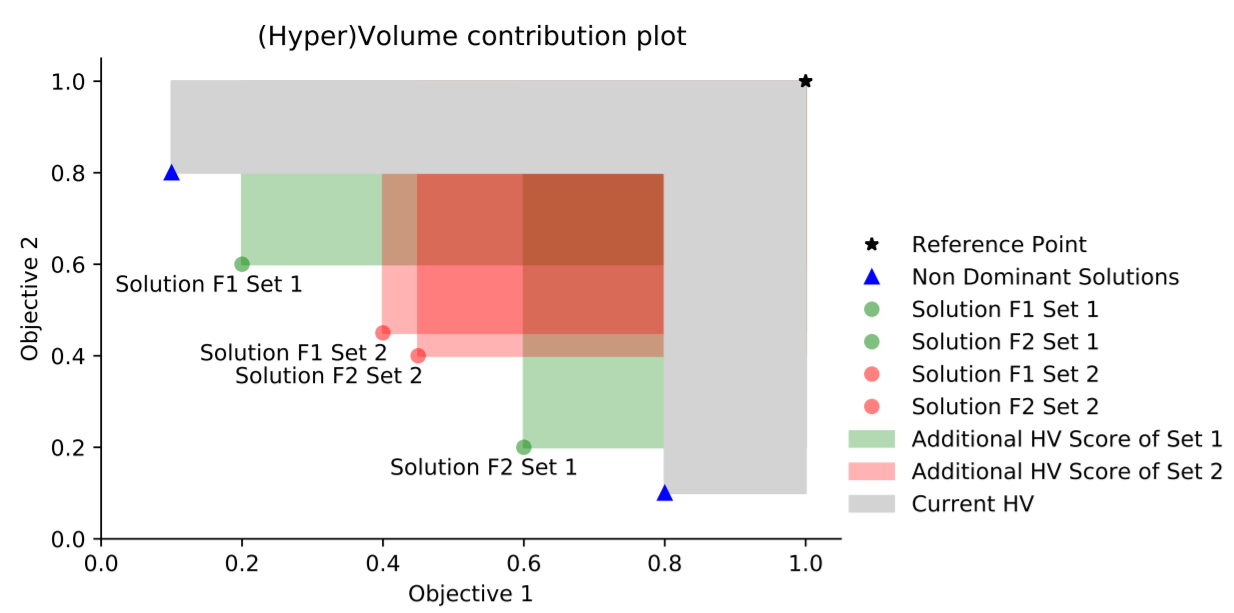 (Hyper)Volume contribution plot
Objective 2
1.0
0.8
0.6
0.4
0.2
0.0
Solution F1 Set 1
Solution F1 Set 2
Solution F2 Set 2
Solution F2 Set 1
0.0 0.2 0.4 0.6 0.8 1.0
Objective 1
Reference Point
Non Dominant Solutions
Solution F1 Set 1
Solution F2 Set 1
Solution F1 Set 2
Solution F2 Set 2
Additional HV Score of Set 1
Additional HV Score of Set 2
Current HV